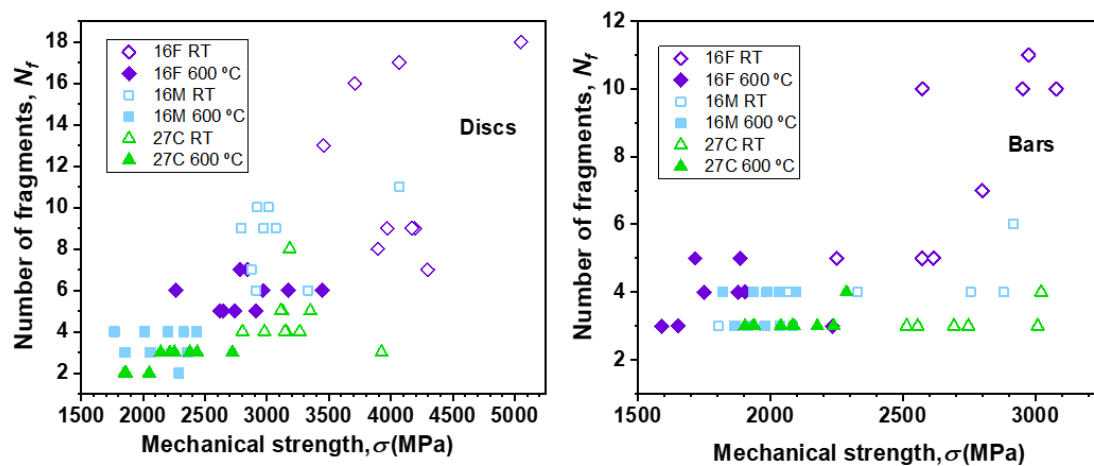 Number of fragments, Nf
18
16
14
12
10
8
6
4
2
16F RT
16F 600 ºC
16M RT
16M 600 ºC
27C RT
27C 600 ºC
Discs
1500 2000 2500 3000 3500 4000 4500 5000
Mechanical strength, σ(MPa)
Number of fragments, Nf
12
10
8
6
4
2
16F RT
16F 600 ºC
16M RT
16M 600 ºC
27C RT
27C 600 ºC
Bars
1500 2000 2500 3000
Mechanical strength, σ(MPa)